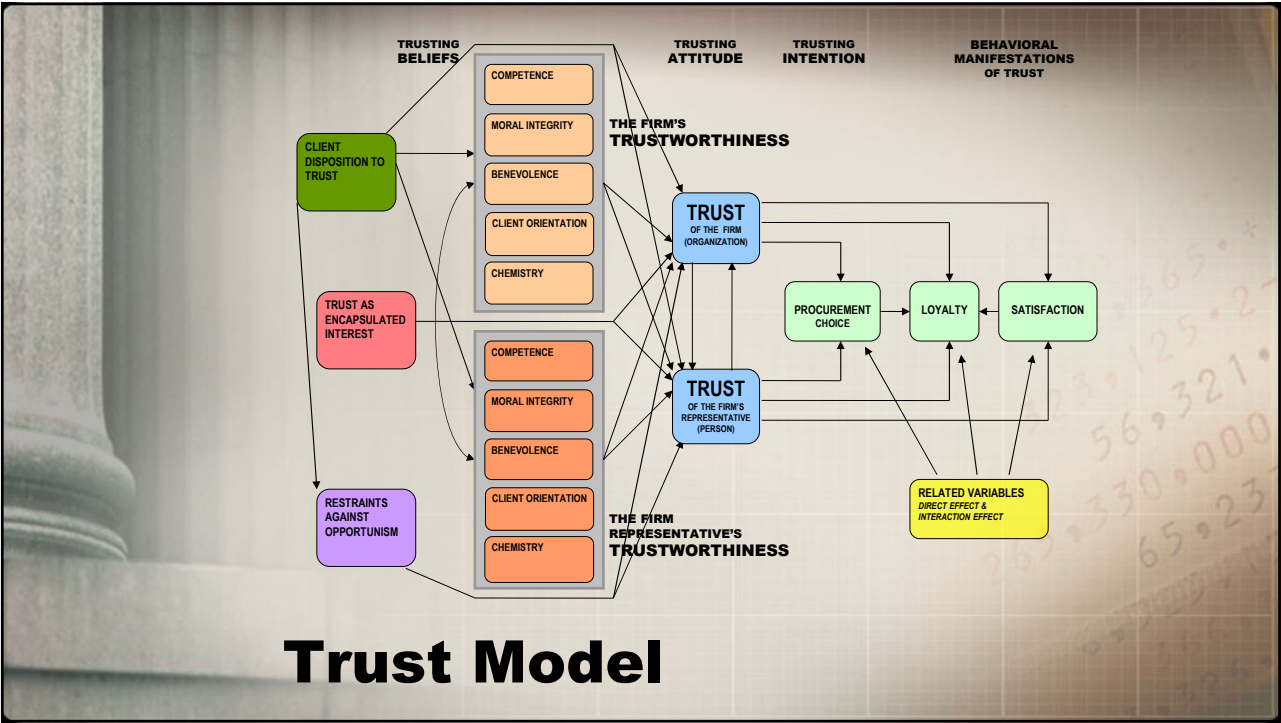 TRUSTING
BELIEFS
TRUSTING
ATTITUDE
TRUSTING
INTENTION
BEHAVIORAL
MANIFESTATIONS
OF TRUST
CLIENT
DISPOSITION TO
TRUST
TRUST AS
ENCAPSULATED
INTEREST
RESTRAINTS
AGAINST
OPPORTUNISM
COMPETENCE
MORAL INTEGRITY
BENEVOLENCE
CLIENT ORIENTATION
CHEMISTRY
THE FIRM'S
TRUSTWORTHINESS
COMPETENCE
MORAL INTEGRITY
BENEVOLENCE
CLIENT ORIENTATION
CHEMISTRY
THE FIRM
REPRESENTATIVE'S
TRUSTWORTHINESS
TRUST
OF THE FIRM
(ORGANIZATION)
TRUST
OF THE FIRM'S
REPRESENTATIVE
(PERSON)
PROCUREMENT
CHOICE
LOYALTY
SATISFACTION
RELATED VARIABLES
DIRECT EFFECT &
INTERACTION EFFECT
Trust Model